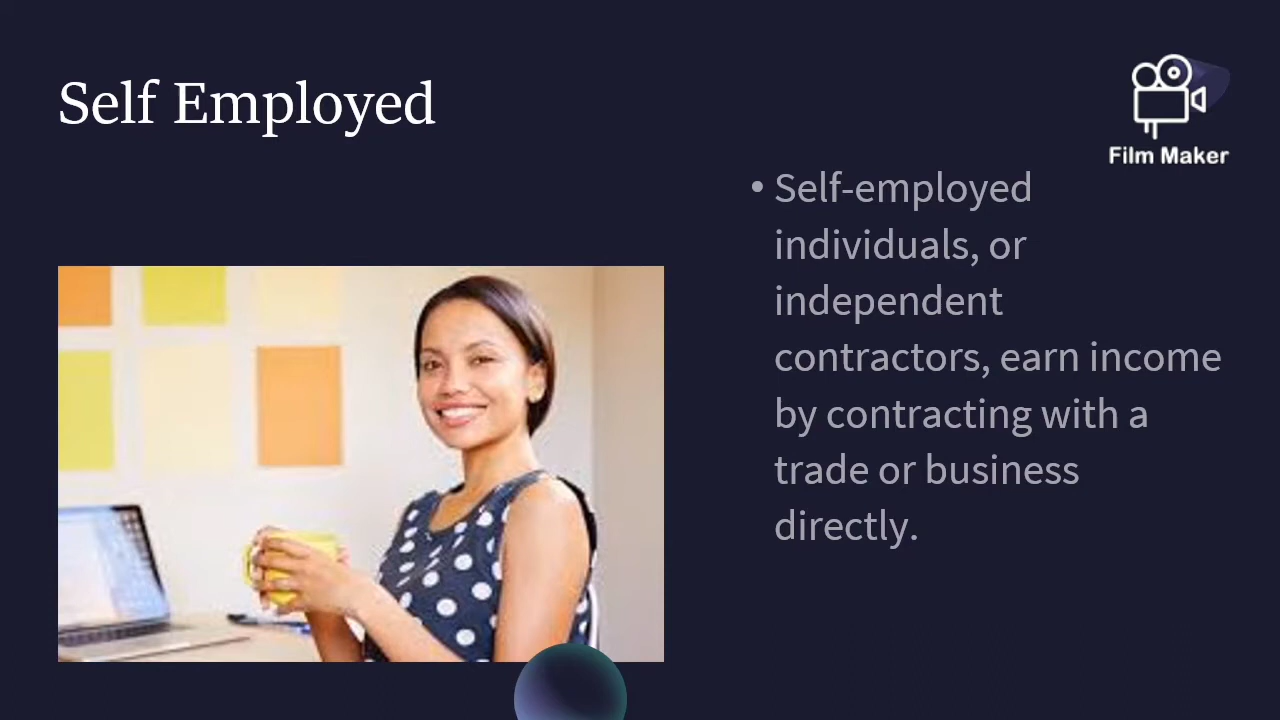 Self Employed
Film Maker
• Self-employed
individuals, or
independent
contractors, earn income
by contracting with a
trade or business
directly.